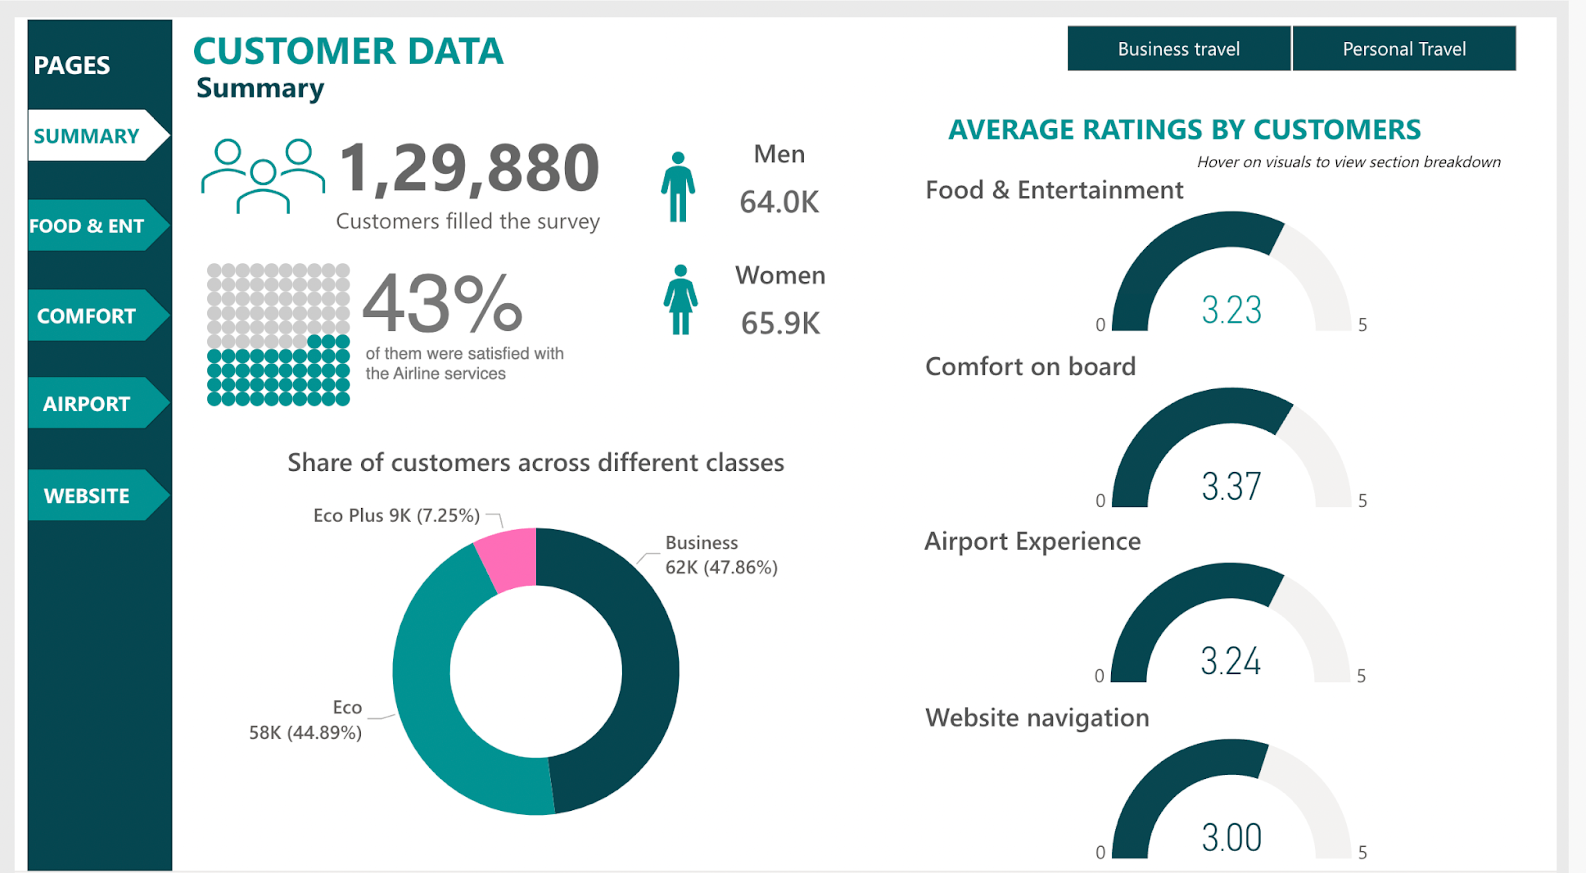 PAGES
SUMMARY
FOOD & ENT
COMFORT
AIRPORT
WEBSITE
CUSTOMER DATA
Summary
1,29,880
Customers filled the survey
43%
of them were satisfied with
the Airline services
Men
64.0K
Women
65.9K
Share of customers across different classes
Eco Plus 9K (7.25%)
Business
62K (47.86%)
Eco
58K (44.89%)
Business travel
Personal Travel
AVERAGE RATINGS BY CUSTOMERS
Hover on visuals to view section breakdown
Food & Entertainment
3.23
0
5
Comfort on board
3.37
0
5
Airport Experience
3.24
0
5
Website navigation
3.00
0
5